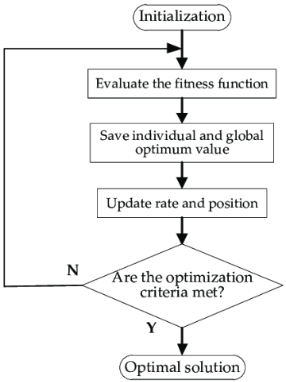 Initialization
Evaluate the fitness function
Save individual and global
optimum value
Update rate and position
N
Are the optimization
criteria met?
Y
Optimal solution